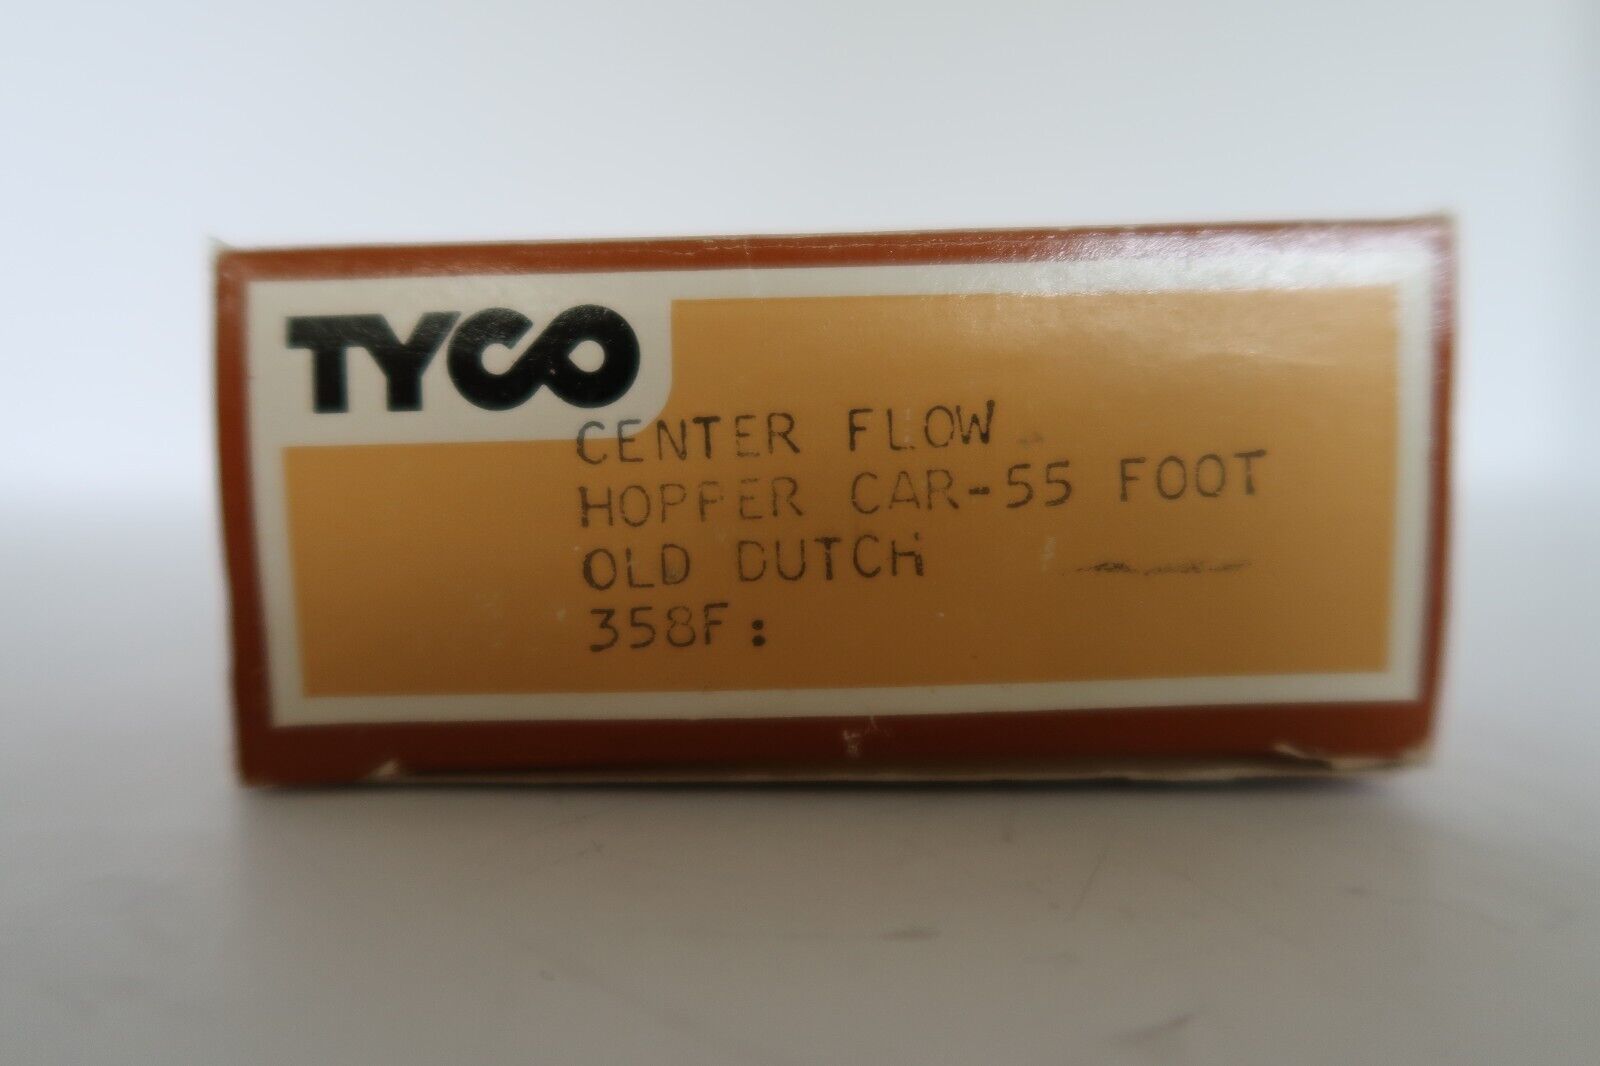 TYCO
CENTER FLOW
HOPPER CAR-55 FOOT
OLD DUTCH
358F: